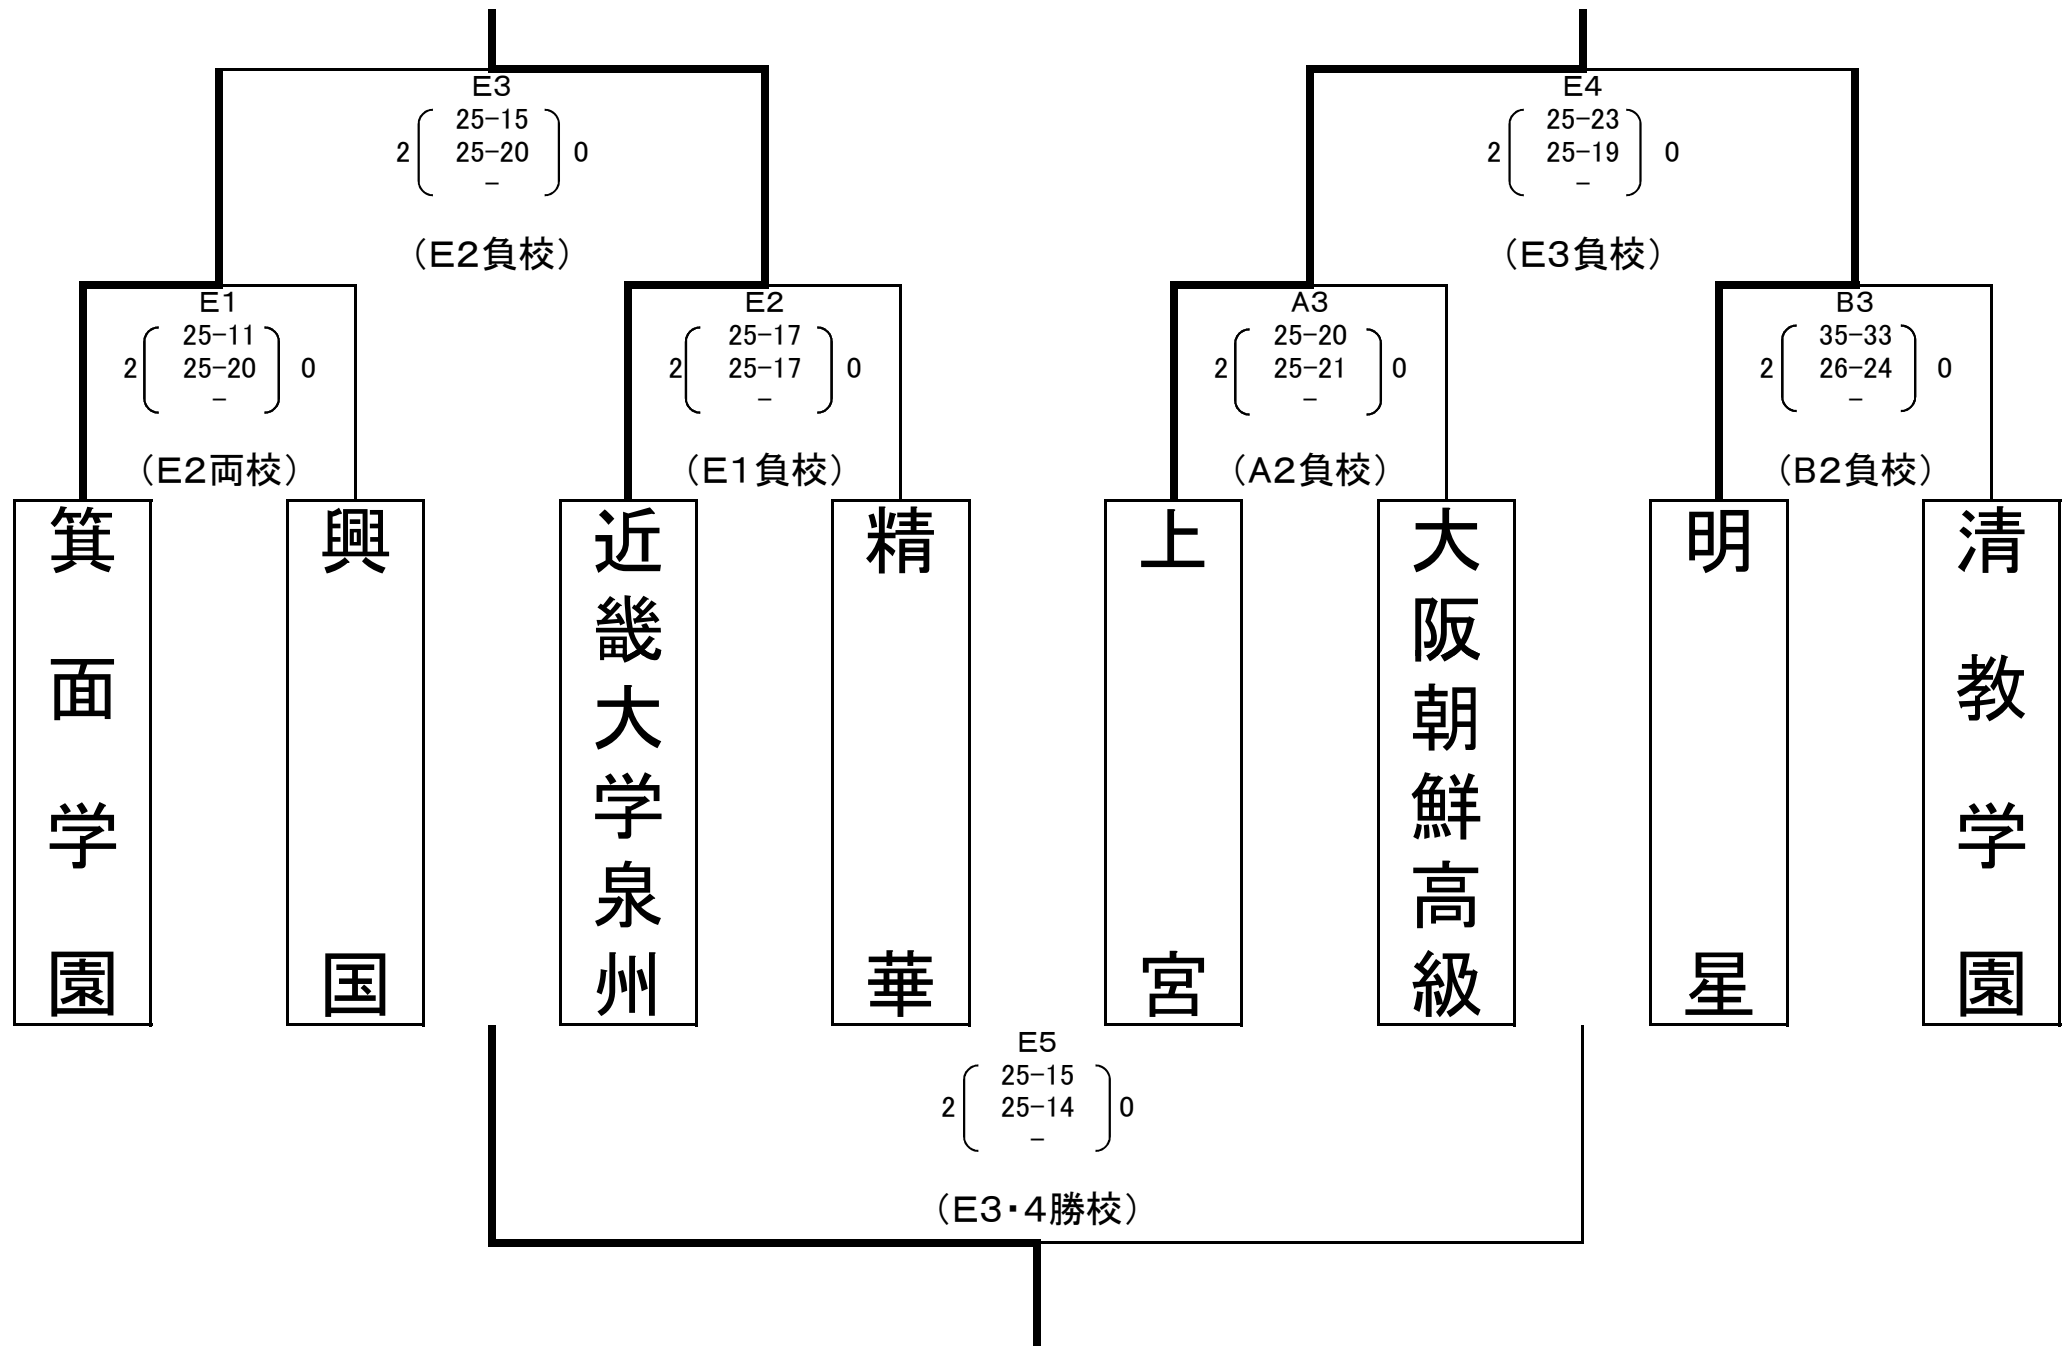 E3
25-15
2 25-20 0
-
（E2負校）
E4
25-23
2 25-19 0
-
（E3負校）
E1
25-11
2 25-20 0
-
（E2両校）
E2
25-17
2 25-17 0
-
（E1負校）
A3
25-20
2 25-21 0
-
（A2負校）
B3
35-33
2 26-24 0
-
（B2負校）
箕面学園
興国
近畿大学泉州
精華
上宮
大阪朝鮮高級
明星
清教学園
E5
25-15
2 25-14 0
-
（E3・4勝校）